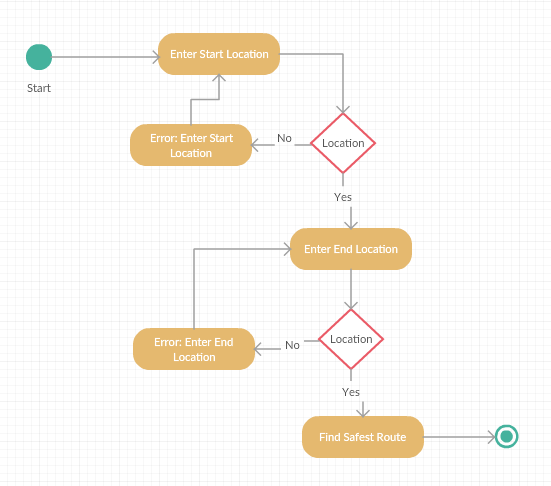 Enter Start Location
Start
Error: Enter Start
Location
No
Location
Yes
Enter End Location
Error: Enter End
Location
No
Location
Yes
Find Safest Route